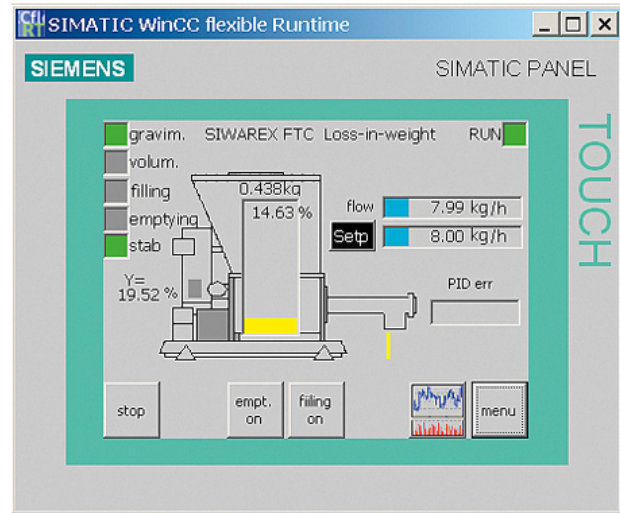 SIMATIC WinCC flexible Runtime
SIEMENS
SIMATIC PANEL
TOUCH
gravim. SIWAREX FTC Loss-in-weight RUN
volum.
filling
emptying
stab
0.438kg
14.63 %
flow 7.99 kg/h
Setp 8.00 kg/h
Y=
19.52 %
PID err
stop
empt.
on
filing
on
menu